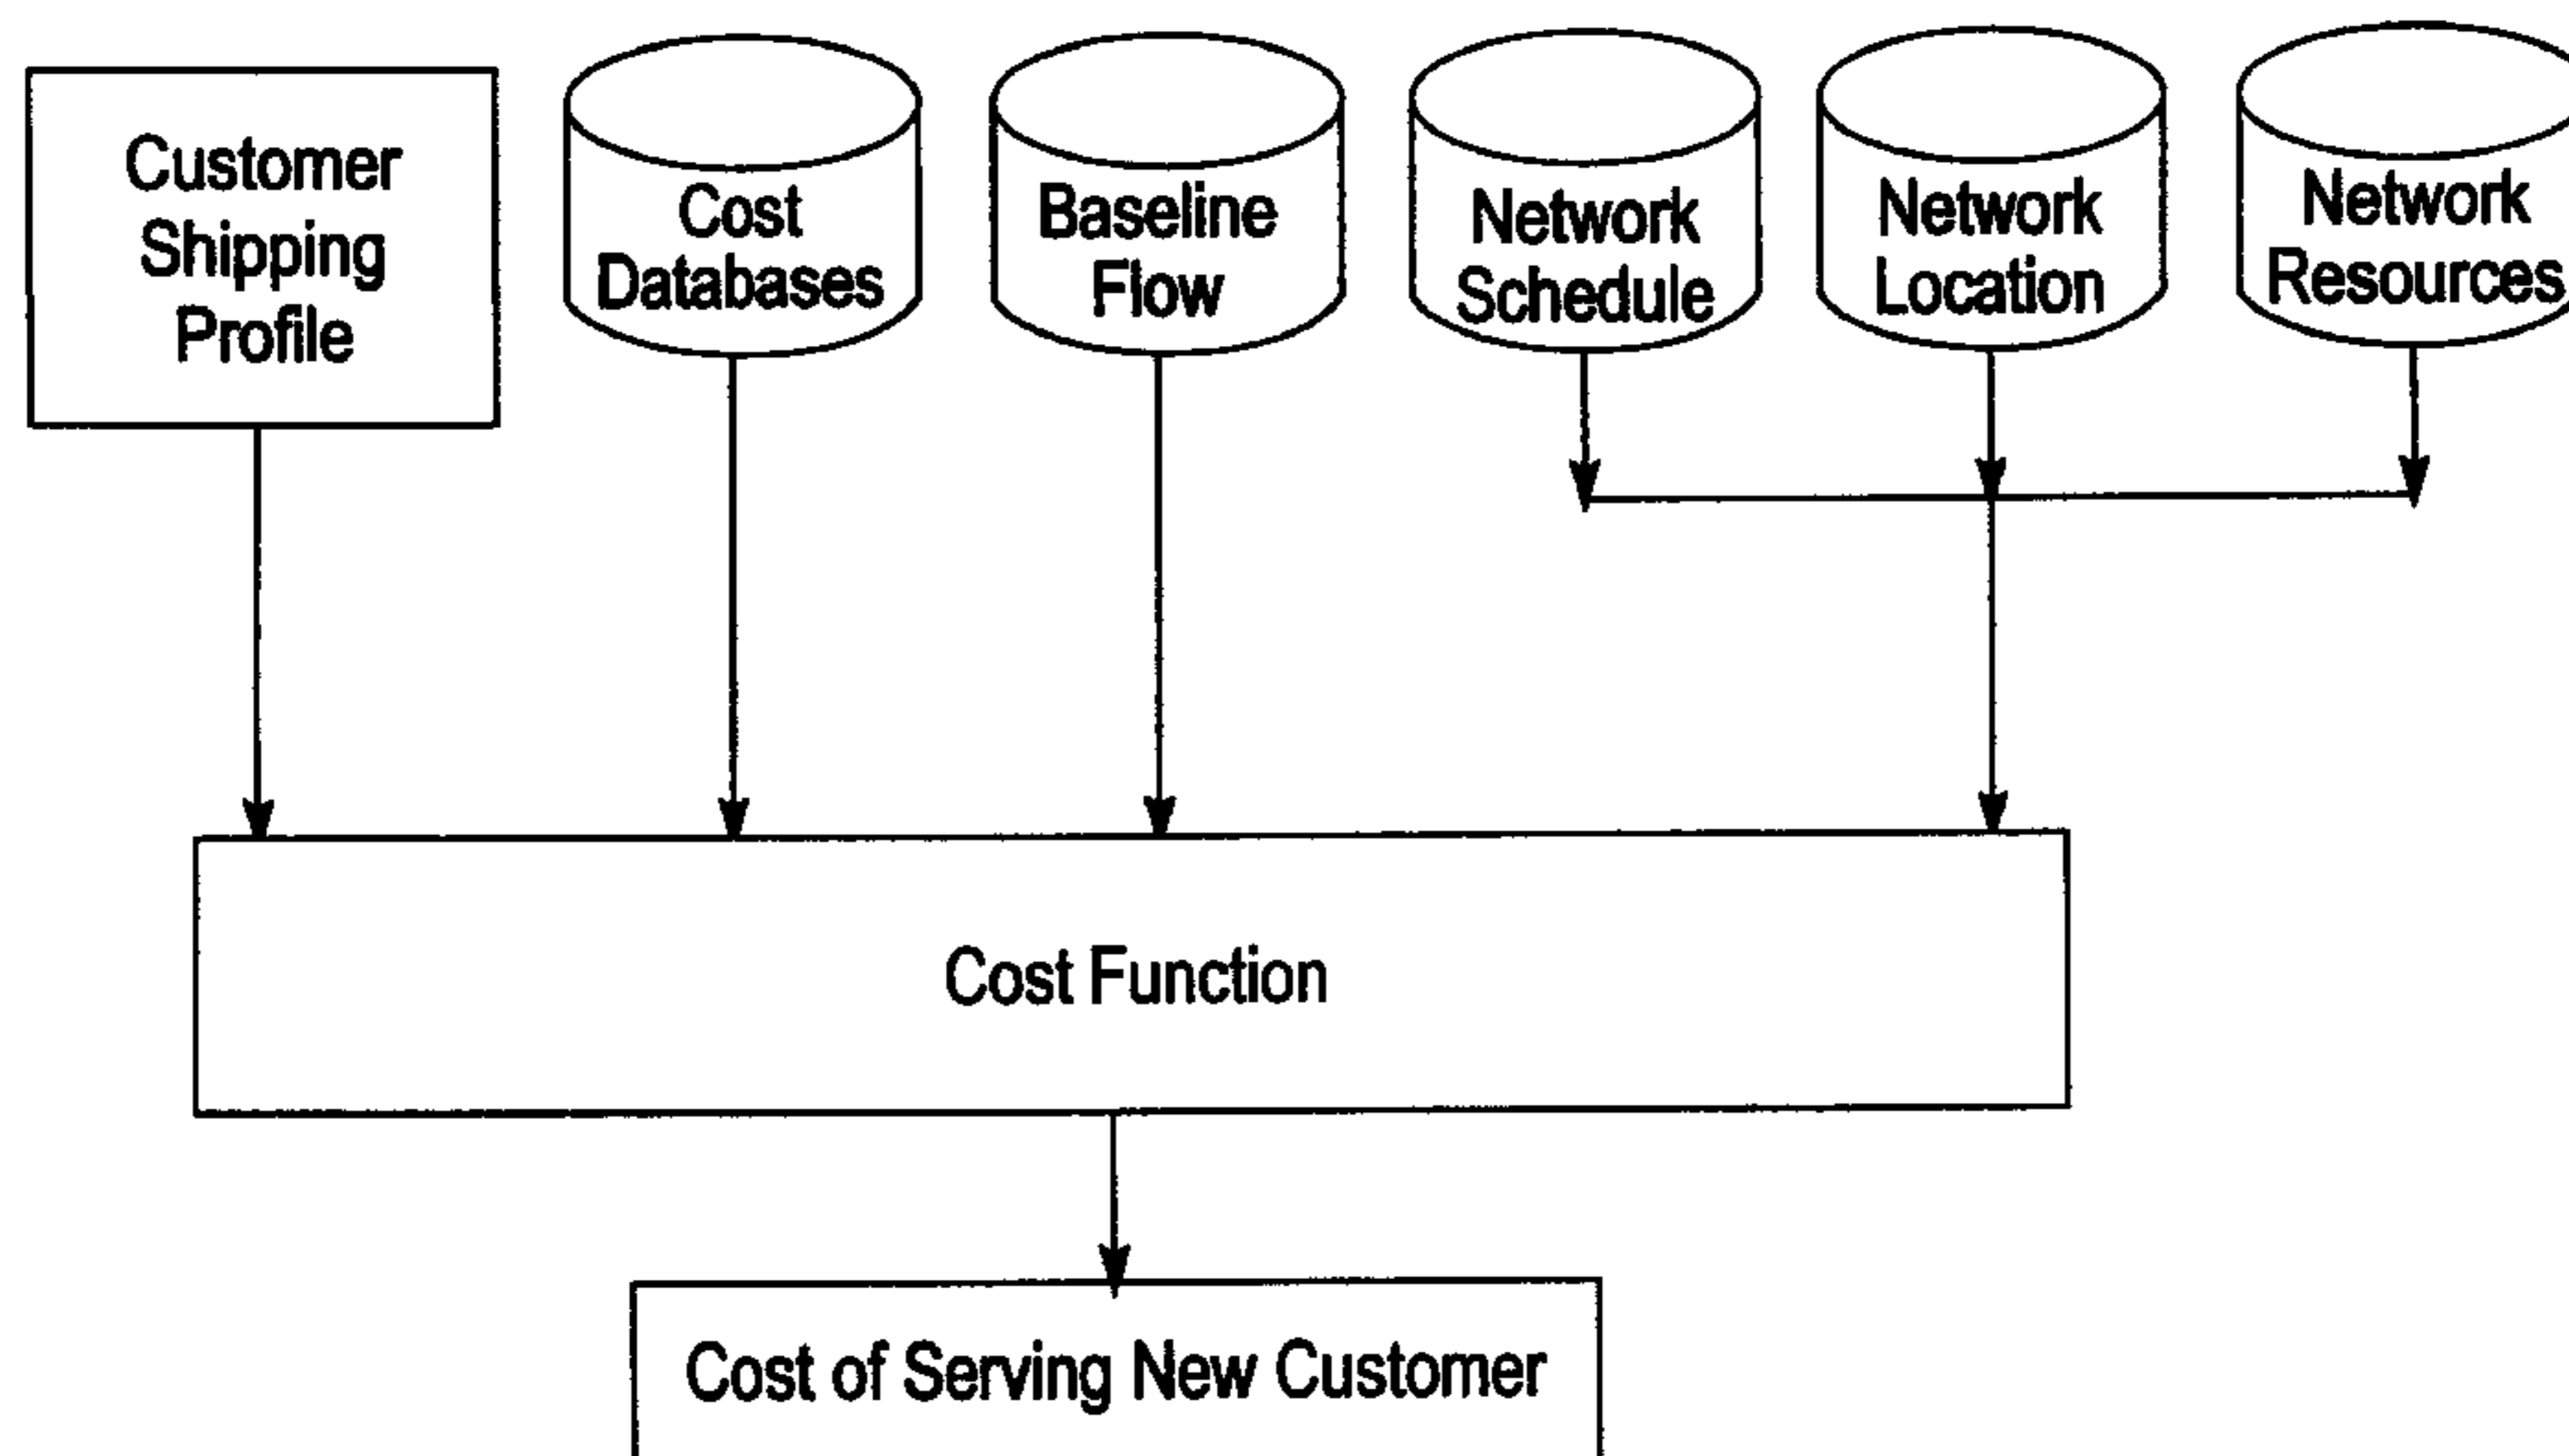 Customer
Shipping
Profile
Cost
Databases
Baseline
Flow
Network
Schedule
Network
Location
Network
Resources
Cost Function
Cost of Serving New Customer